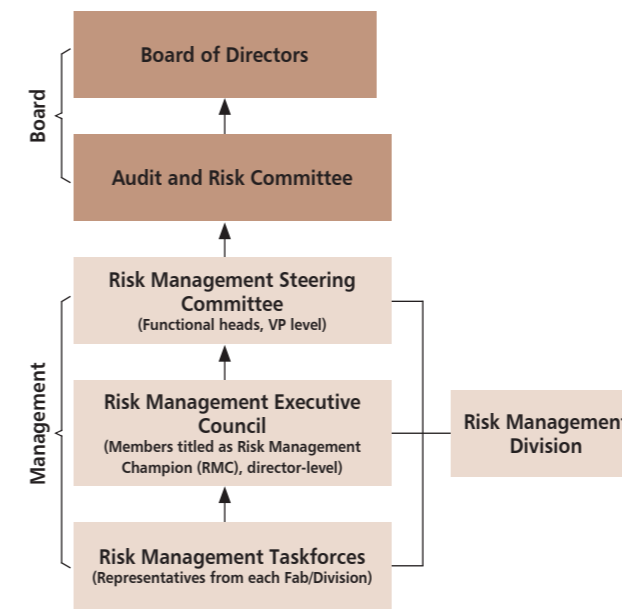 Board of Directors
Board
Audit and Risk Committee
Risk Management Steering
Committee
(Functional heads, VP level)
Management
Risk Management Executive
Council
(Members titled as Risk Management
Champion (RMC), director-level)
Risk Management
Division
Risk Management Taskforces
(Representatives from each Fab/Division)